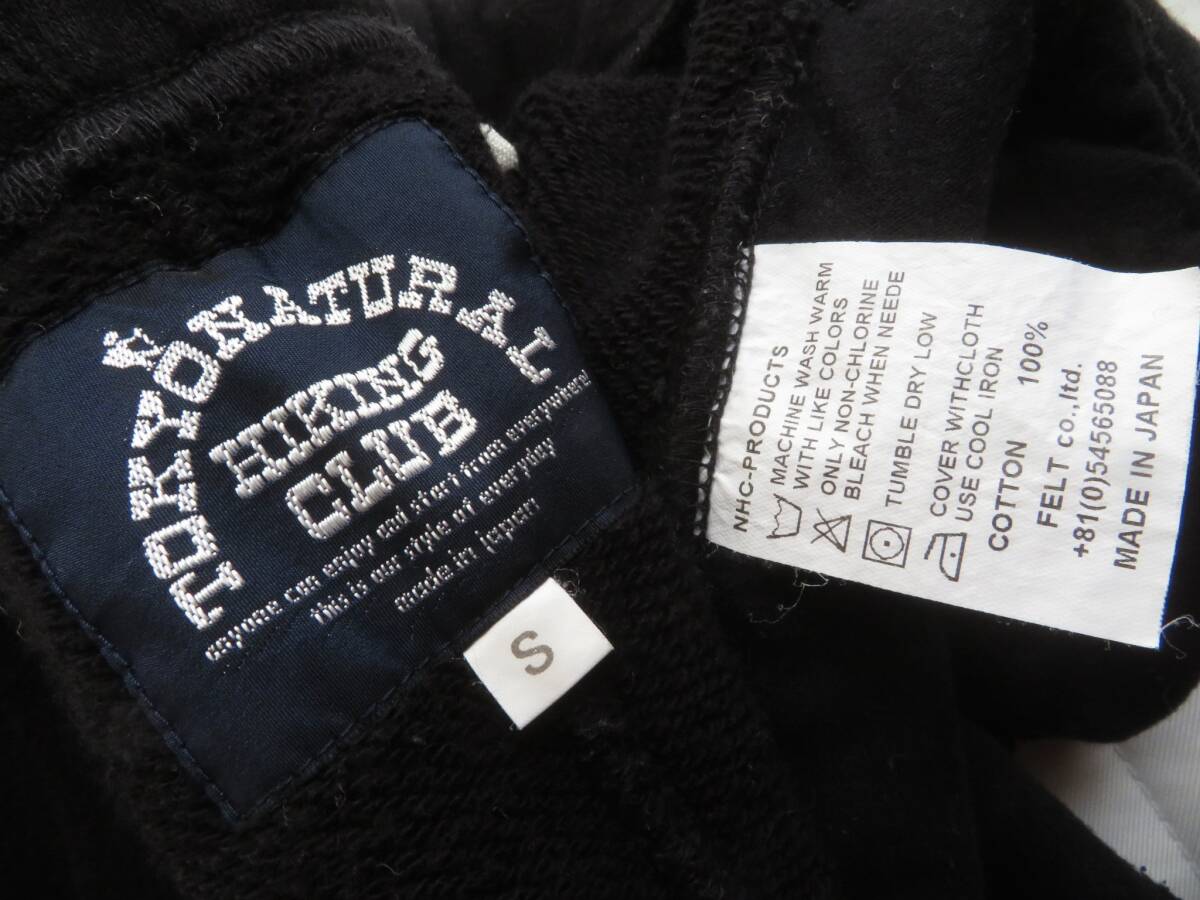 TOKYO NATURAL
HIKING
CLUB
anyone can enjoy and start from everywhere!
this is our style of everyday
made in japan
S
NHC-PRODUCTS
MACHINE WASH WARM
WITH LIKE COLORS
ONLY NON-CHLORINE
BLEACH WHEN NEEDE
TUMBLE DRY LOW
COVER WITHCLOTH
USE COOL IRON
COTTON 100%
FELT co.,ltd.
+81(0)54565088
MADE IN JAPAN